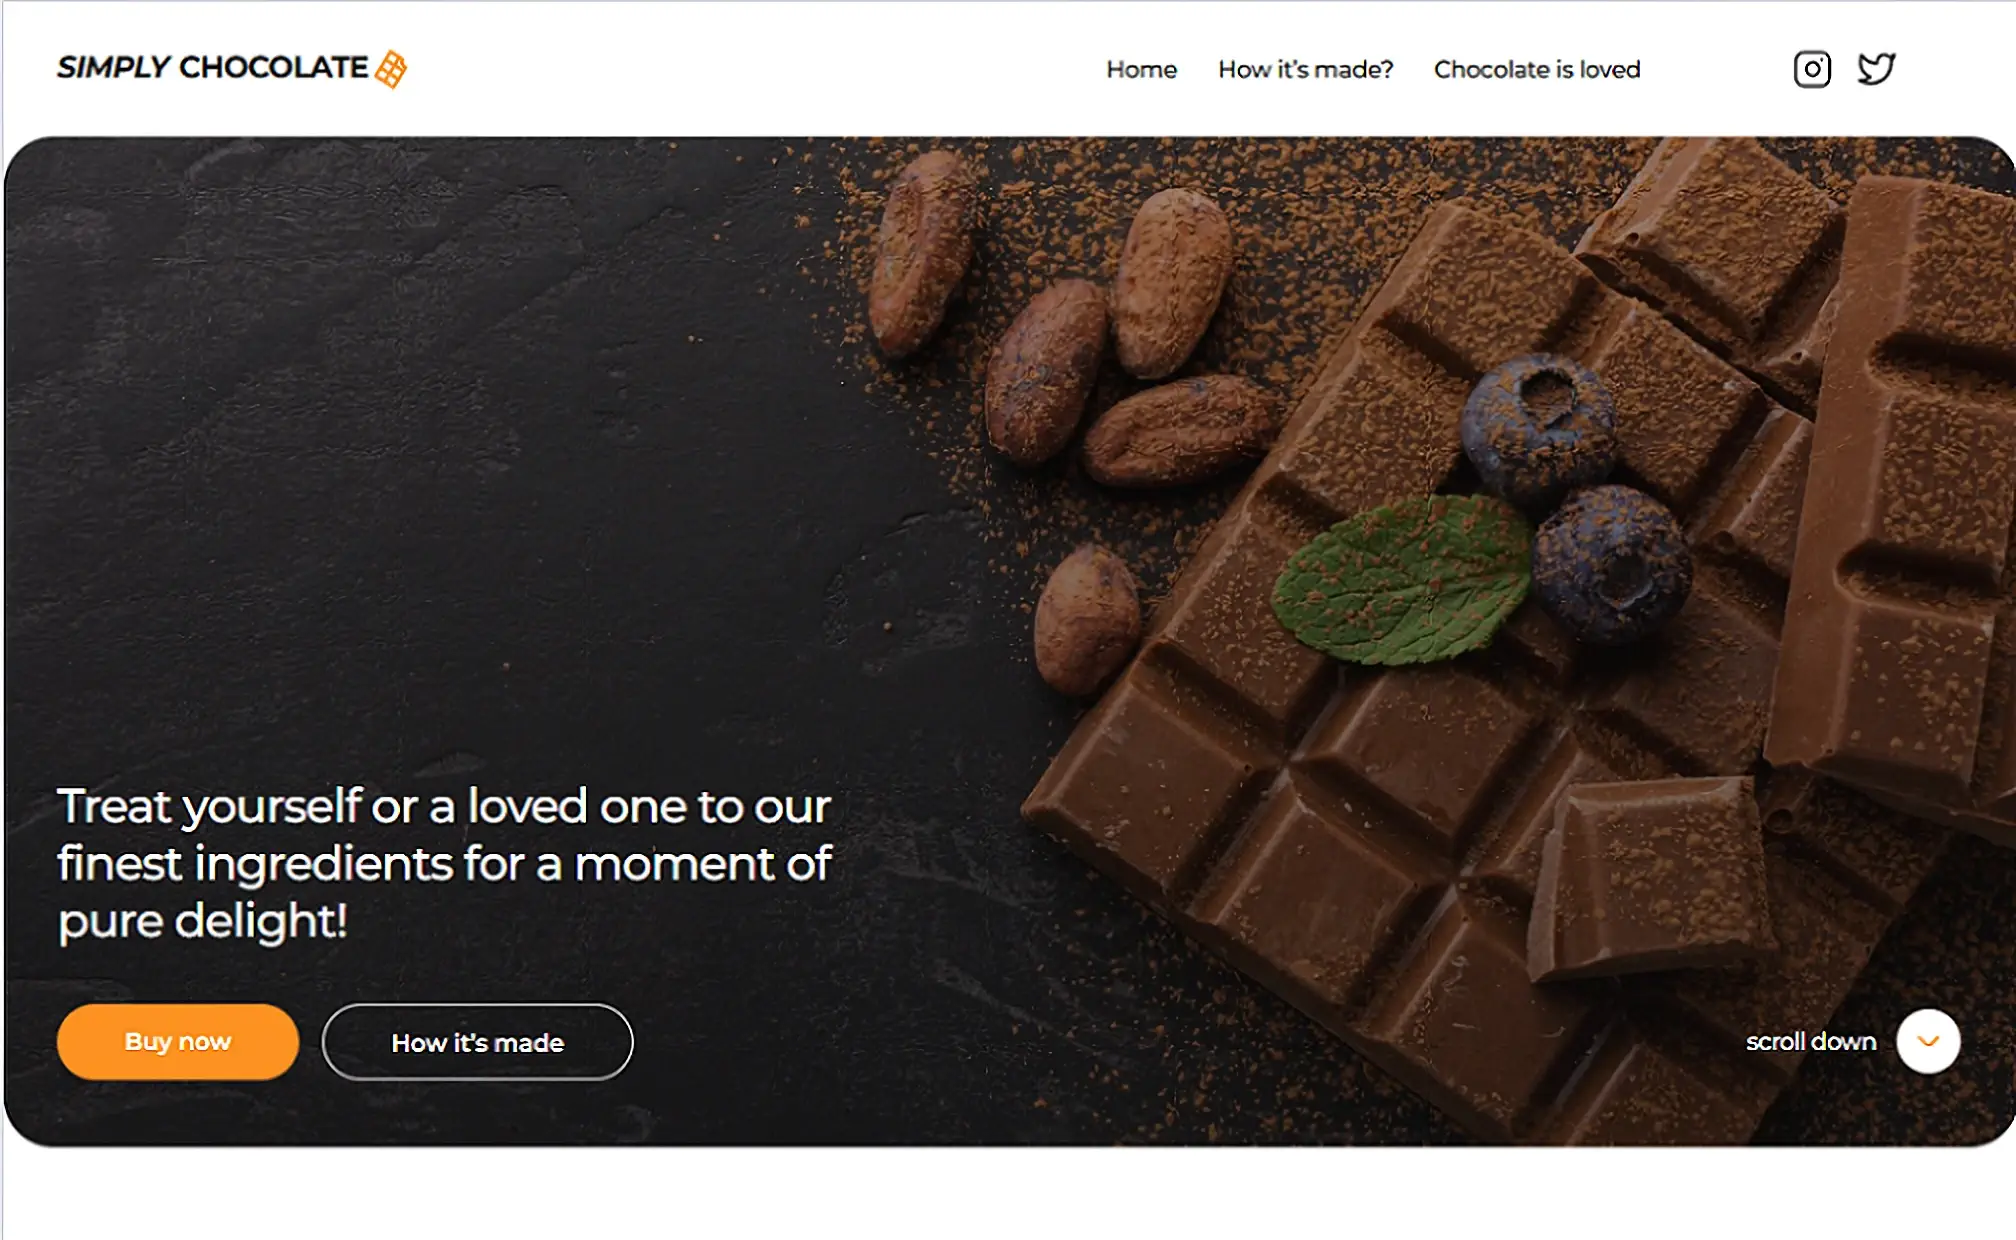 SIMPLY CHOCOLATE
Home
How it's made?
Chocolate is loved
Treat yourself or a loved one to our
finest ingredients for a moment of
pure delight!
Buy now
How it's made
scroll down